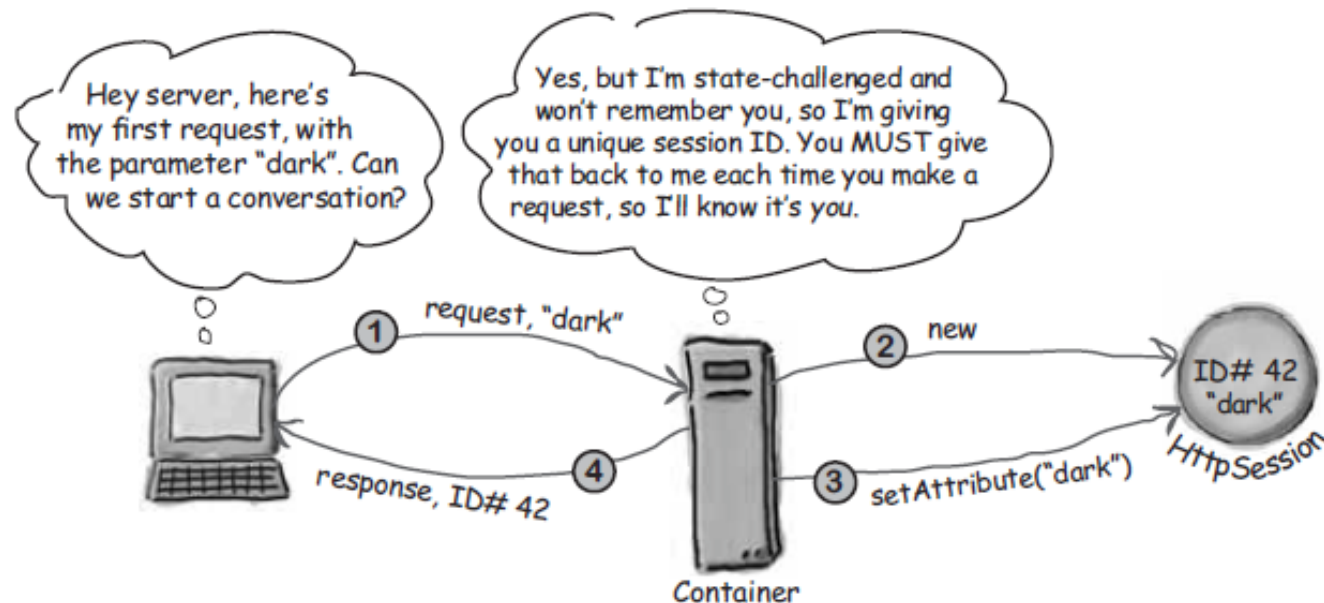 Hey server, here's
my first request, with
the parameter "dark". Can
we start a conversation?
Yes, but I'm state-challenged and
won't remember you, so I'm giving
you a unique session ID. You MUST give
that back to me each time you make a
request, so I'll know it's you.
1
request, "dark"
2
new
ID# 42
"dark"
HttpSession
3
setAttribute("dark")
4
response, ID# 42
Container